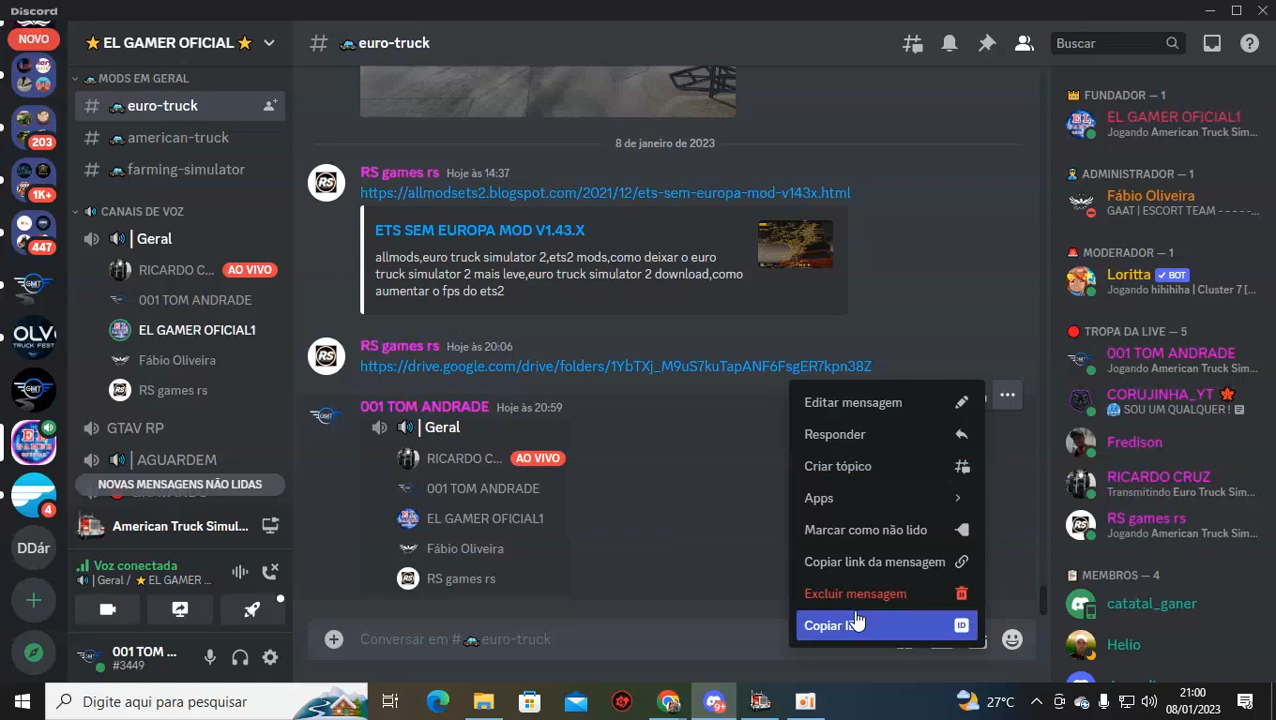 Discord
NOVO
⭐ EL GAMER OFICIAL ⭐
# 🚓 euro-truck
Buscar
MODS EM GERAL
euro-truck
american-truck
farming-simulator
203
1K+
447
CANAIS DE VOZ
Geral
RICARDO C... AO VIVO
001 TOM ANDRADE
EL GAMER OFICIAL1
Fábio Oliveira
RS games rs
GTAV RP
AGUARDEM
NOVAS MENSAGENS NÃO LIDAS
OLV
TRUCK FEST
GMT
4
DDár
American Truck Simul...
Voz conectada
Geral / ⭐ EL GAMER ...
001 TOM ...
#3449
8 de janeiro de 2023
RS games rs Hoje às 14:37
https://allmodsets2.blogspot.com/2021/12/ets-sem-europa-mod-v143x.html
ETS SEM EUROPA MOD V1.43.X
allmods,euro truck simulator 2,ets2 mods,como deixar o euro
truck simulator 2 mais leve,euro truck simulator 2 download,como
aumentar o fps do ets2
RS games rs Hoje às 20:06
https://drive.google.com/drive/folders/1YbTXj_M9uS7kuTapANF6FsgER7kpn38Z
001 TOM ANDRADE Hoje às 20:59
Geral
RICARDO C... AO VIVO
001 TOM ANDRADE
EL GAMER OFICIAL1
Fábio Oliveira
RS games rs
Conversar em # 🚓 euro-truck
Editar mensagem
Responder
Criar tópico
Apps
Marcar como não lido
Copiar link da mensagem
Excluir mensagem
Copiar ID
FUNDADOR — 1
EL GAMER OFICIAL1
Jogando American Truck Sim...
ADMINISTRADOR — 1
Fábio Oliveira
GAAT | ESCORT TEAM - - - - -...
MODERADOR — 1
Loritta ✔ BOT
Jogando hihihiha | Cluster 7 [...
TROPA DA LIVE — 5
001 TOM ANDRADE
Jogando Euro Truck Simulat...
CORUJINHA_YT
SOU UM QUALQUER !
Fredison
RICARDO CRUZ
Transmitindo Euro Truck Sim...
RS games rs
Jogando American Truck Sim...
MEMBROS — 4
catatal_ganer
Helio
Digite aqui para pesquisar
9+
27°C
21:00
08/01/2023